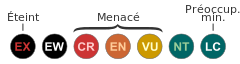 Éteint Menacé Préoccup. min.
EX EW CR EN VU NT LC